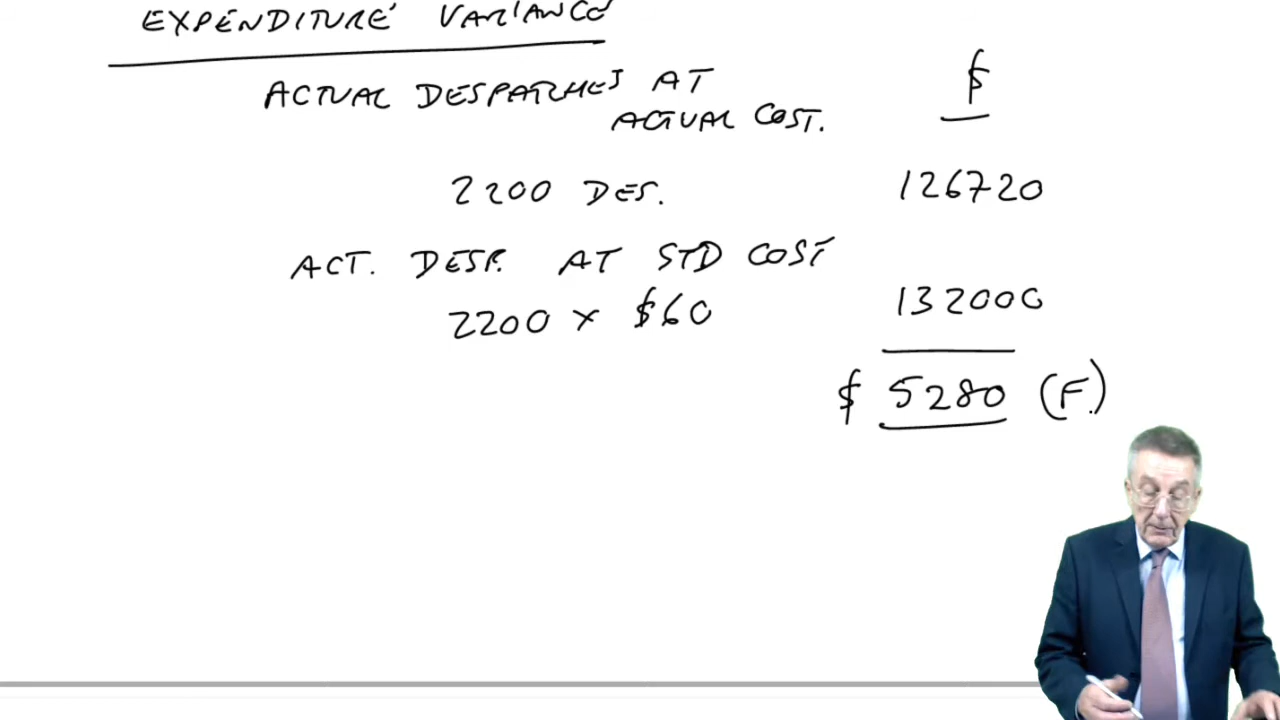 EXPENDITURE VARIANCE
ACTUAL DESPATCHES AT $
ACTUAL COST.
2200 DES. 126720
ACT. DESP. AT STD COST
2200 × $60 132000
$ 5280 (F.)